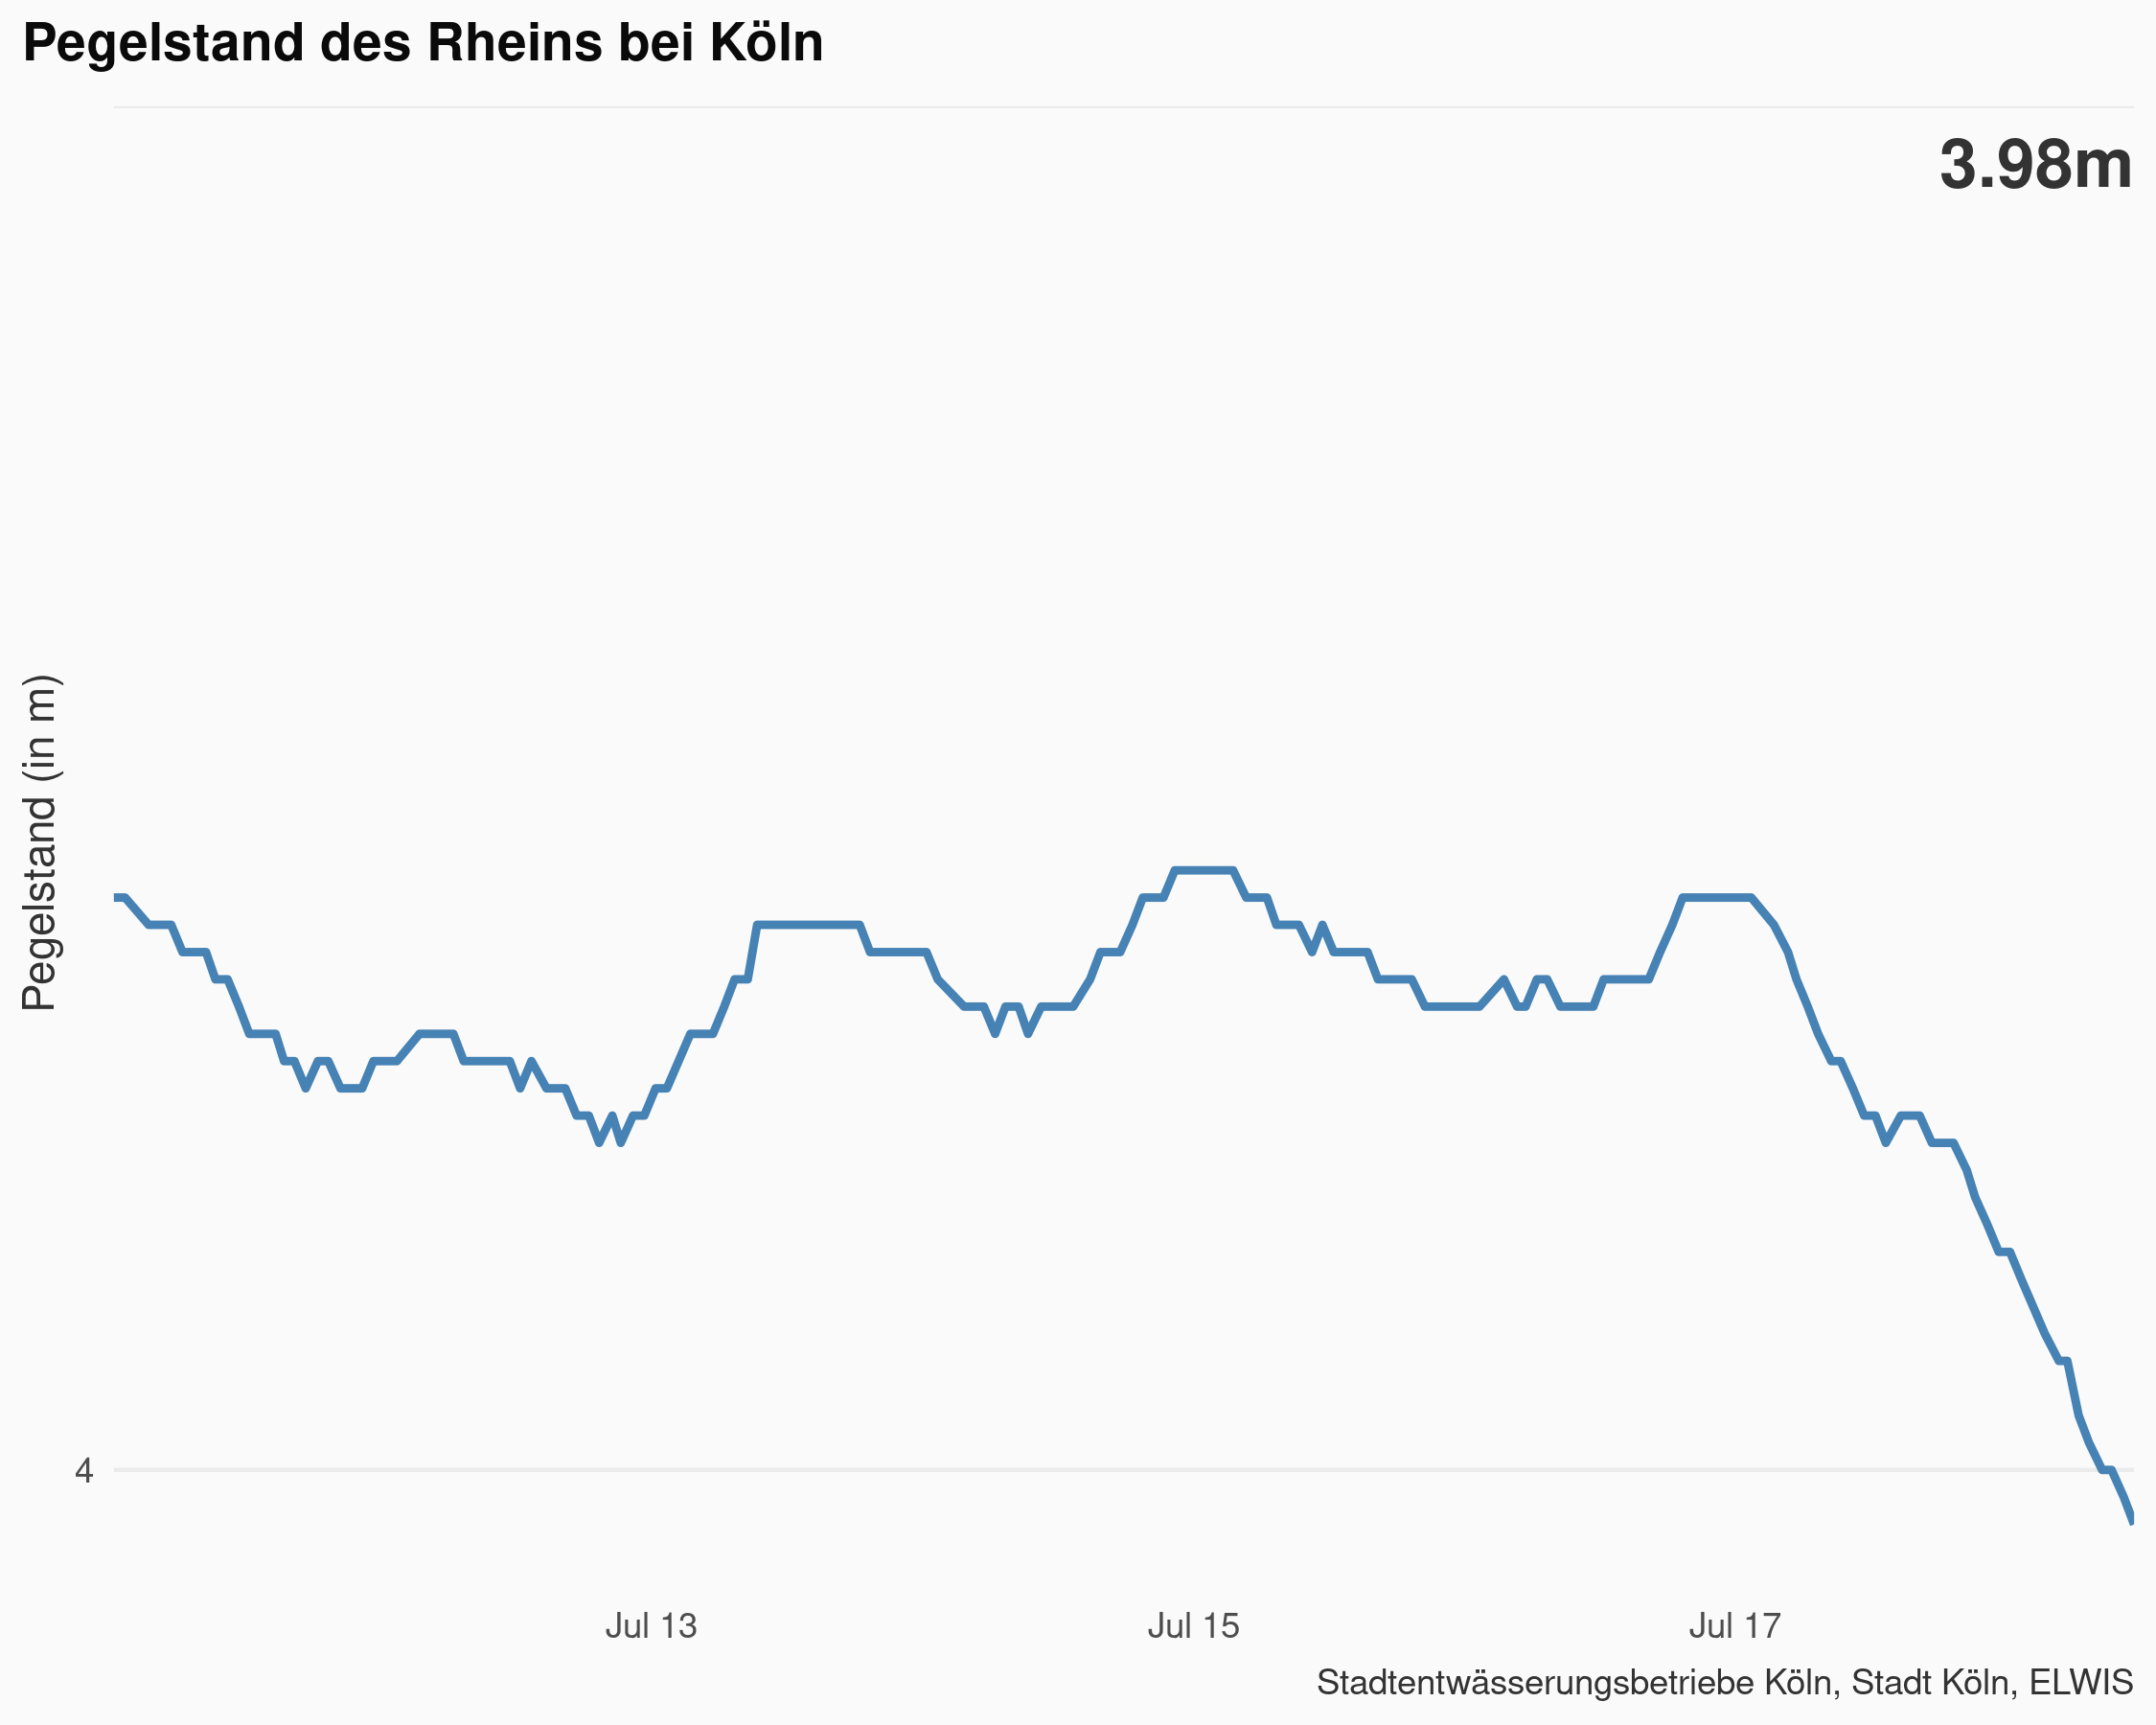 Pegelstand des Rheins bei Köln
3.98m
Pegelstand (in m)
4
Jul 13
Jul 15
Jul 17
Stadtentwässerungsbetriebe Köln, Stadt Köln, ELWIS